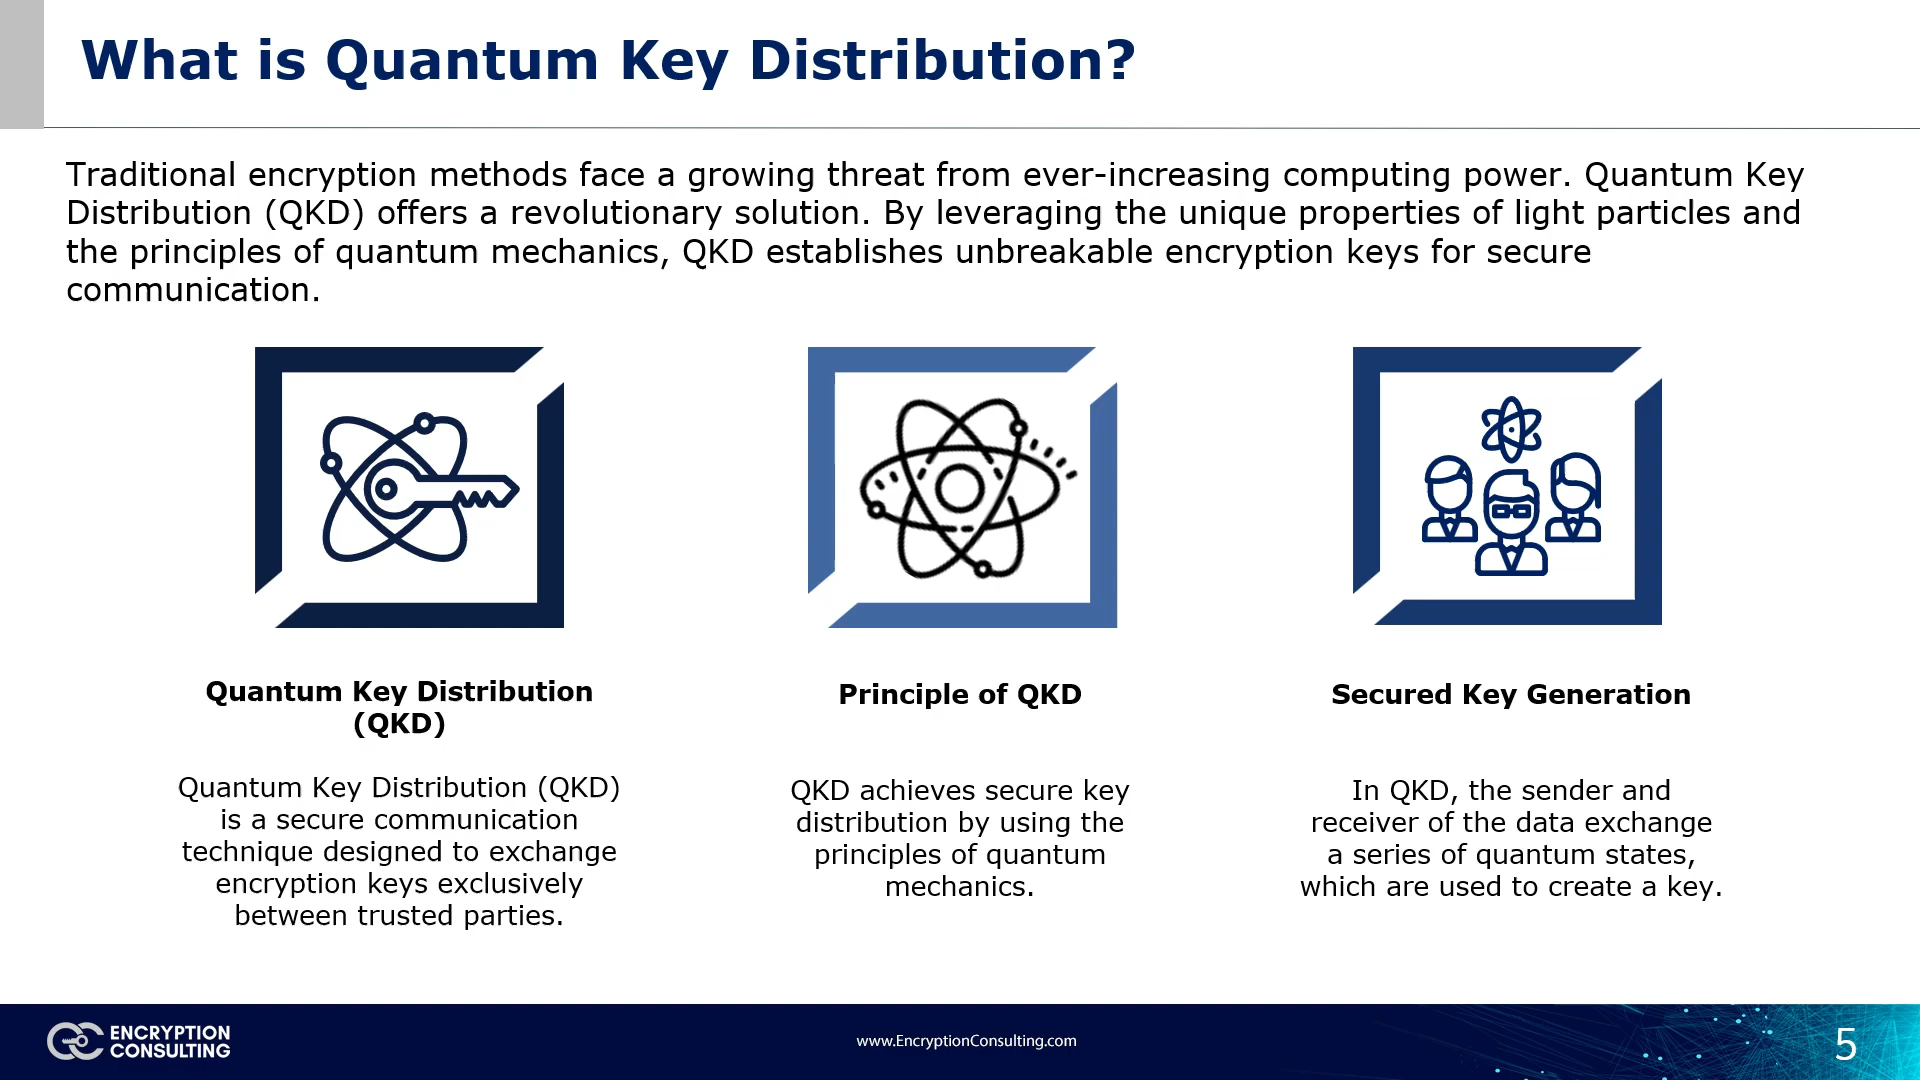 What is Quantum Key Distribution?
Traditional encryption methods face a growing threat from ever-increasing computing power. Quantum Key
Distribution (QKD) offers a revolutionary solution. By leveraging the unique properties of light particles and
the principles of quantum mechanics, QKD establishes unbreakable encryption keys for secure
communication.
Quantum Key Distribution
(QKD)
Quantum Key Distribution (QKD)
is a secure communication
technique designed to exchange
encryption keys exclusively
between trusted parties.
Principle of QKD
QKD achieves secure key
distribution by using the
principles of quantum
mechanics.
Secured Key Generation
In QKD, the sender and
receiver of the data exchange
a series of quantum states,
which are used to create a key.
ENCRYPTION
CONSULTING
www.EncryptionConsulting.com
5